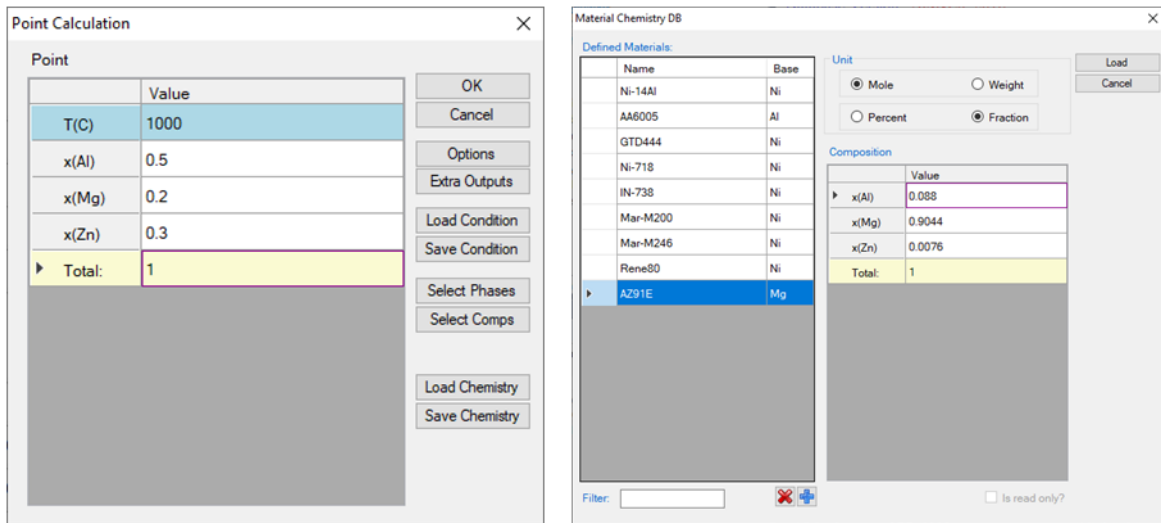 Point Calculation
Point
Value
T(C) 1000
x(Al) 0.5
x(Mg) 0.2
x(Zn) 0.3
Total: 1
OK
Cancel
Options
Extra Outputs
Load Condition
Save Condition
Select Phases
Select Comps
Load Chemistry
Save Chemistry
Material Chemistry DB
Defined Materials:
Name Base
Ni-14Al Ni
AA6005 Al
GTD444 Ni
Ni-718 Ni
IN-738 Ni
Mar-M200 Ni
Mar-M246 Ni
Rene80 Ni
AZ91E Mg
Filter:
Unit
Mole Weight
Percent Fraction
Composition
Value
x(Al) 0.088
x(Mg) 0.9044
x(Zn) 0.0076
Total: 1
Is read only?
Load
Cancel